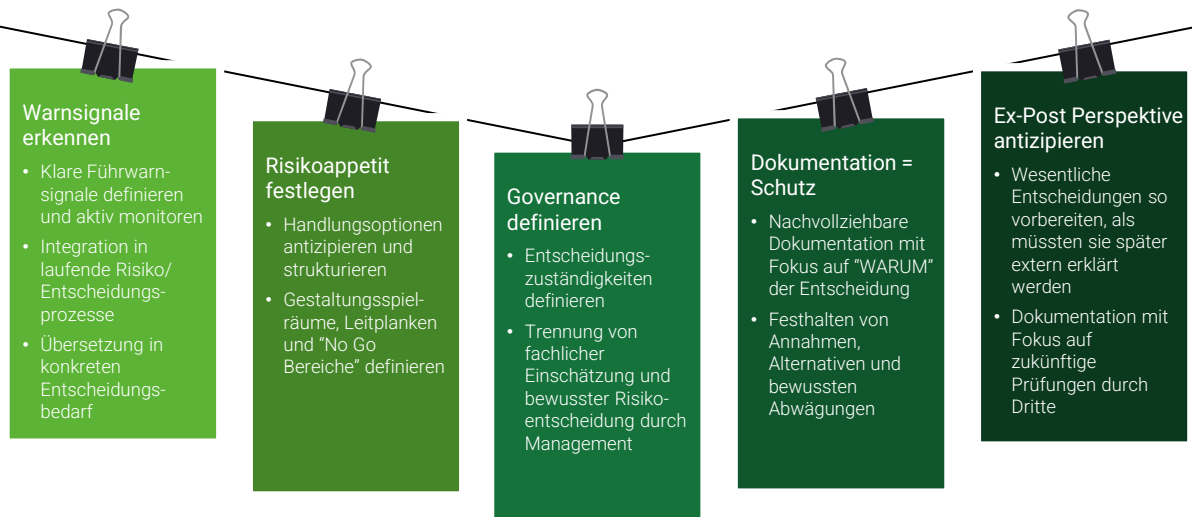 Warnsignale
erkennen
• Klare Führwarn-
signale definieren
und aktiv monitoren
• Integration in
laufende Risiko/
Entscheidungs-
prozesse
• Übersetzung in
konkreten
Entscheidungs-
bedarf
Risikoappetit
festlegen
• Handlungsoptionen
antizipieren und
strukturieren
• Gestaltungsspiel-
räume, Leitplanken
und “No Go
Bereiche” definieren
Governance
definieren
• Entscheidungs-
zuständigkeiten
definieren
• Trennung von
fachlicher
Einschätzung und
bewusster Risiko-
entscheidung durch
Management
Dokumentation =
Schutz
• Nachvollziehbare
Dokumentation mit
Fokus auf “WARUM”
der Entscheidung
• Festhalten von
Annahmen,
Alternativen und
bewussten
Abwägungen
Ex-Post Perspektive
antizipieren
• Wesentliche
Entscheidungen so
vorbereiten, als
müssten sie später
extern erklärt
werden
• Dokumentation mit
Fokus auf
zukünftige
Prüfungen durch
Dritte